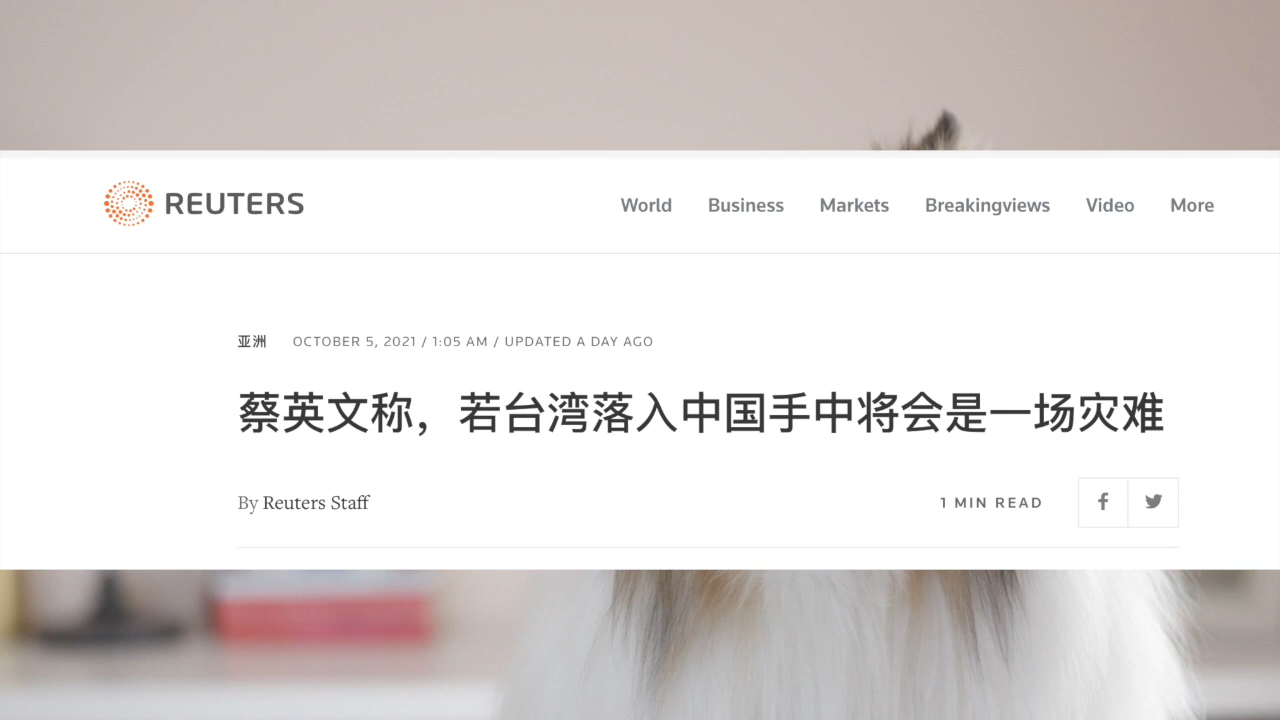 REUTERS
World Business Markets Breakingviews Video More
亚洲 OCTOBER 5, 2021 / 1:05 AM / UPDATED A DAY AGO
蔡英文称，若台湾落入中国手中将会是一场灾难
By Reuters Staff 1 MIN READ